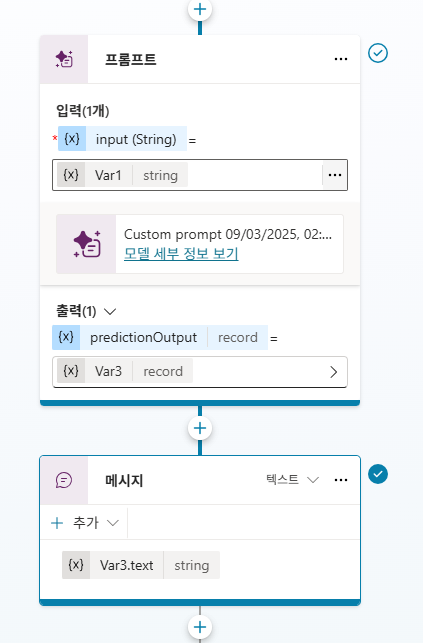 프롬프트
입력(1개)
* {x} input (String) =
{x} Var1 string
Custom prompt 09/03/2025, 02:...
모델 세부 정보 보기
출력(1)
{x} predictionOutput record =
{x} Var3 record
메시지 텍스트
+ 추가
{x} Var3.text string